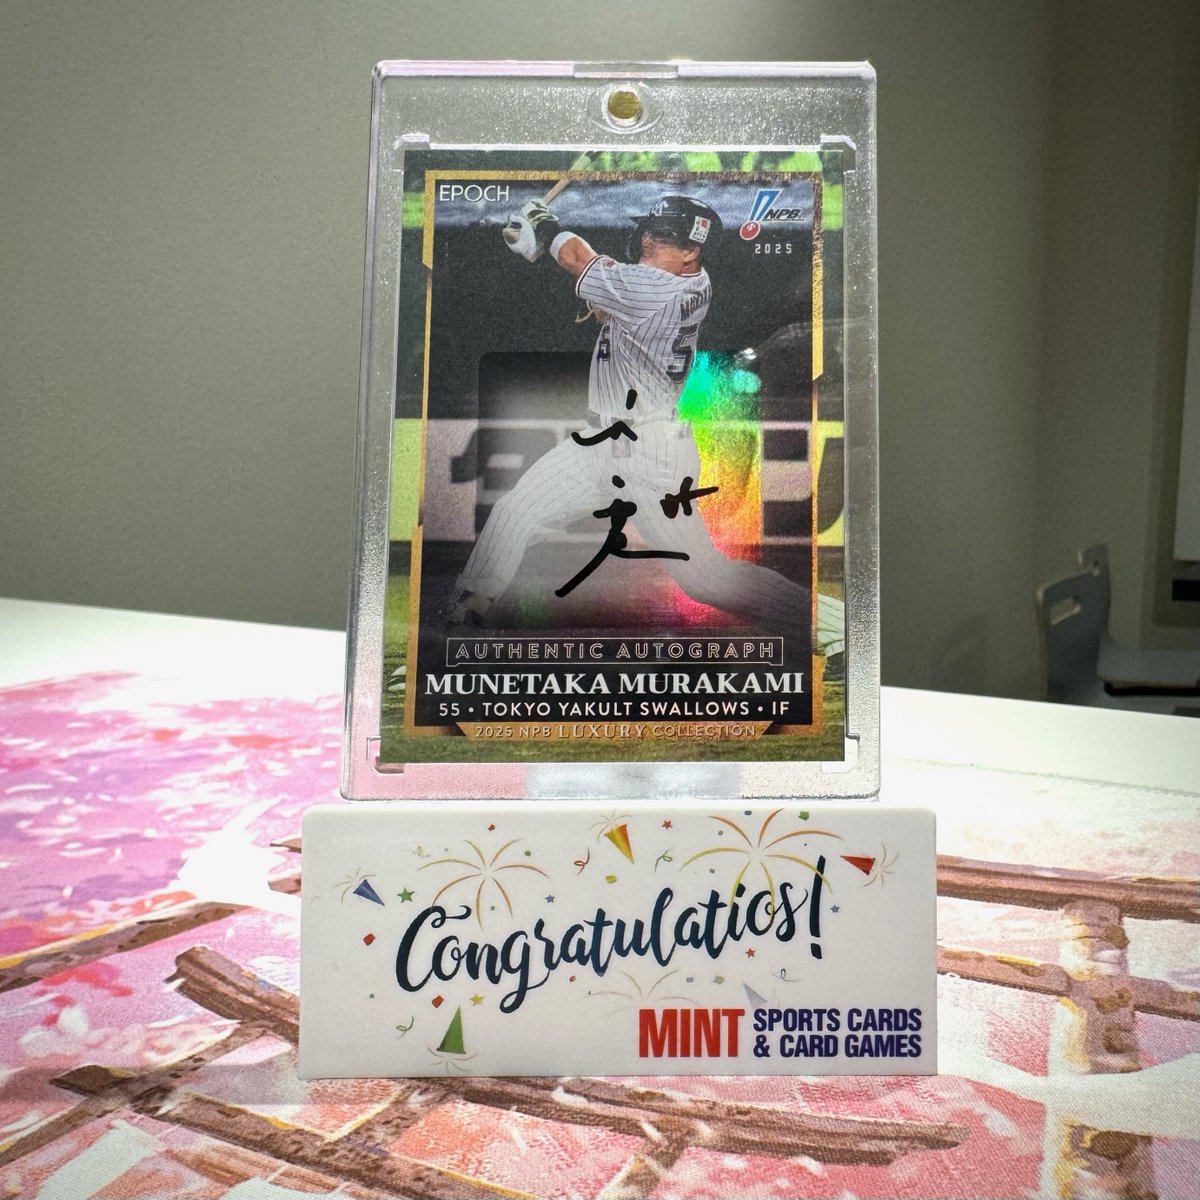 EPOCH
NPB
2025
55
AUTHENTIC AUTOGRAPH
MUNETAKA MURAKAMI
55 • TOKYO YAKULT SWALLOWS • IF
2025 NPB LUXURY COLLECTION
Congratulatios!
MINT SPORTS CARDS
& CARD GAMES